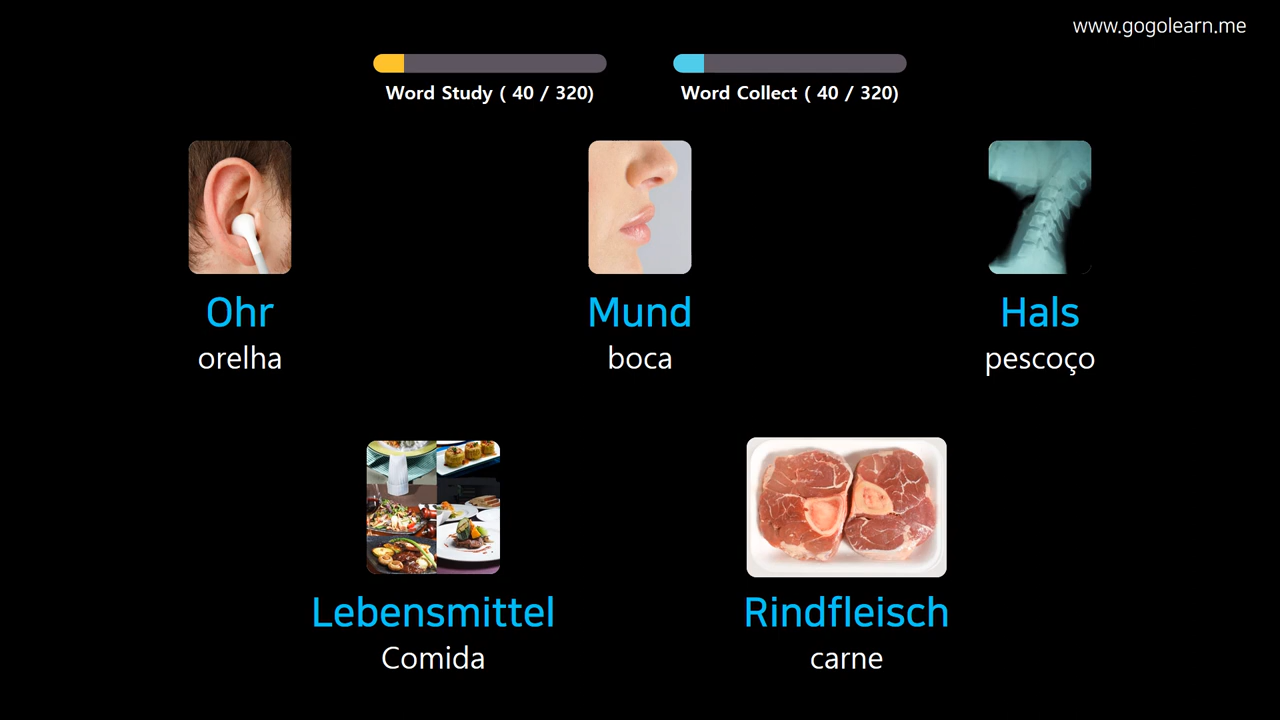 www.gogolearn.me
Word Study ( 40 / 320)
Word Collect ( 40 / 320)
Ohr
orelha
Mund
boca
Hals
pescoço
Lebensmittel
Comida
Rindfleisch
carne